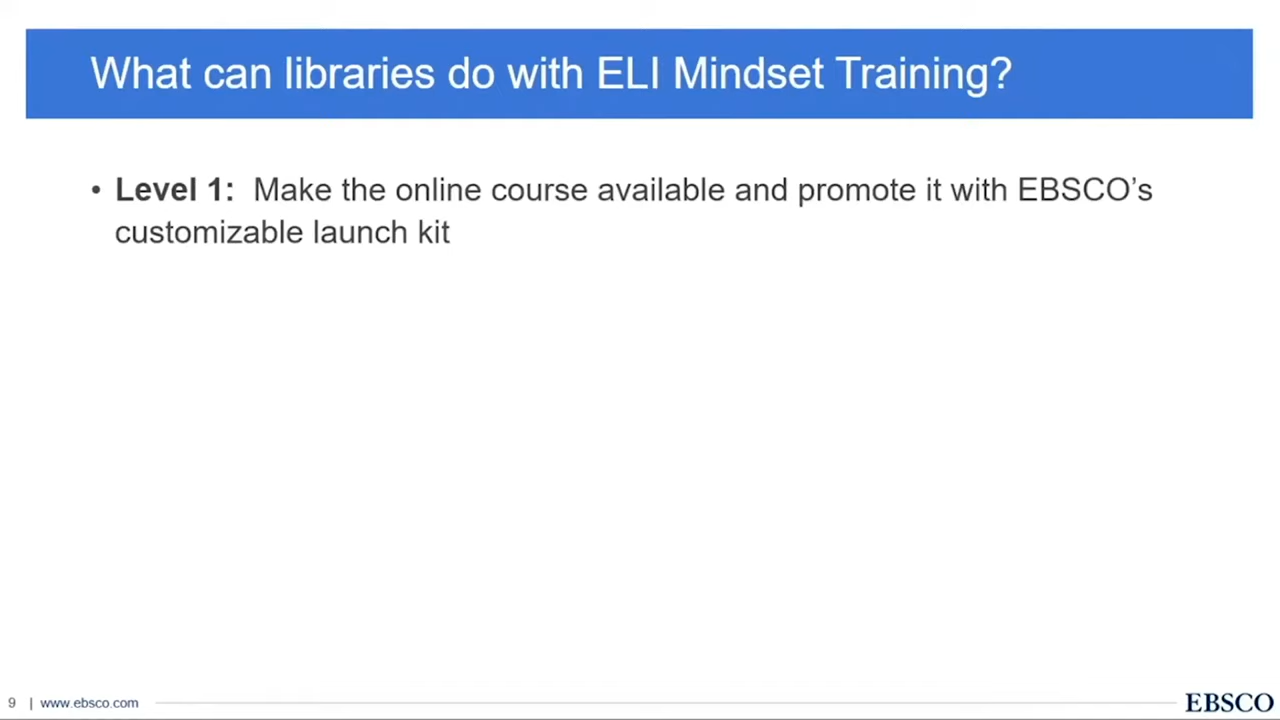 What can libraries do with ELI Mindset Training?
• Level 1:  Make the online course available and promote it with EBSCO’s
customizable launch kit
9 | www.ebsco.com
EBSCO